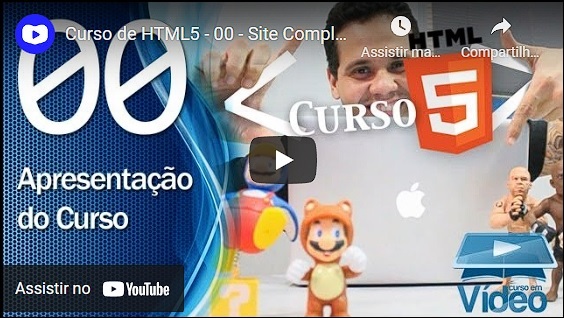 Curso de HTML5 - 00 - Site Compl...
Assistir ma...
Compartilh...
00
HTML
CURSO
5
Apresentação
do Curso
?
Assistir no YouTube
curso em
Vídeo